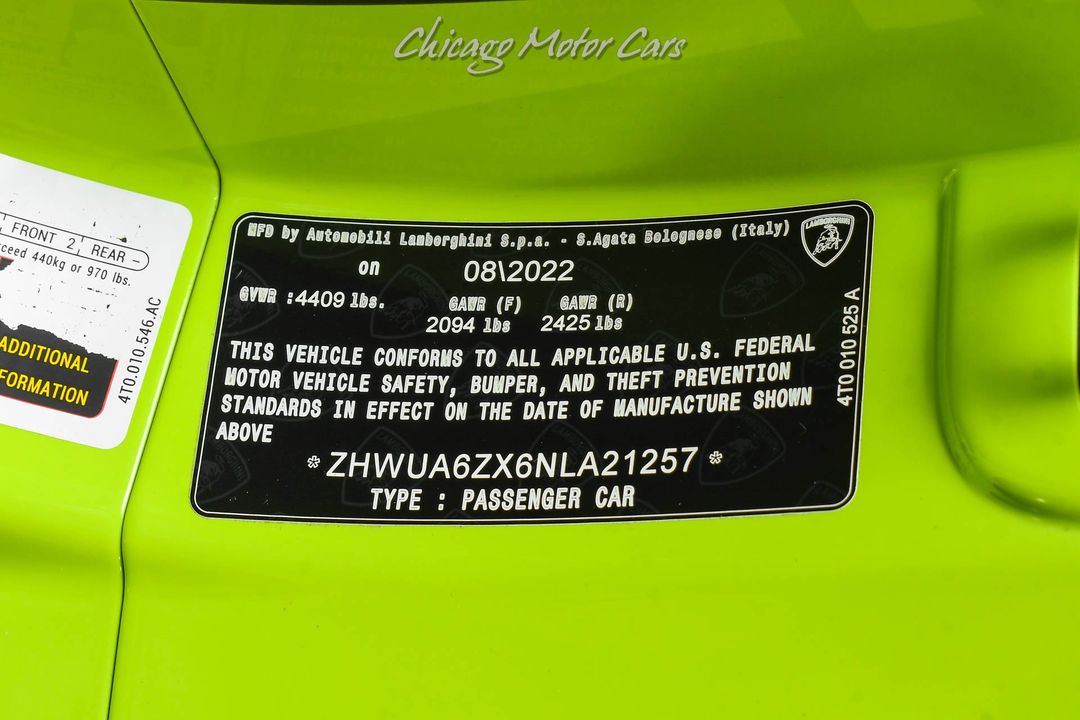 Chicago Motor Cars
FRONT 2 REAR -
ceed 440kg or 970 lbs.
ADDITIONAL
FORMATION
4T0.010.546.AC
MFD by Automobili Lamborghini S.p.a. - S.Agata Bolognese (Italy)
LAMBORGHINI
on 08\2022
GVWR :4409 lbs. GAWR (F) GAWR (R)
2094 lbs 2425 lbs
THIS VEHICLE CONFORMS TO ALL APPLICABLE U.S. FEDERAL
MOTOR VEHICLE SAFETY, BUMPER, AND THEFT PREVENTION
STANDARDS IN EFFECT ON THE DATE OF MANUFACTURE SHOWN
ABOVE
* ZHWUA6ZX6NLA21257 *
TYPE : PASSENGER CAR
4T0 010 525 A